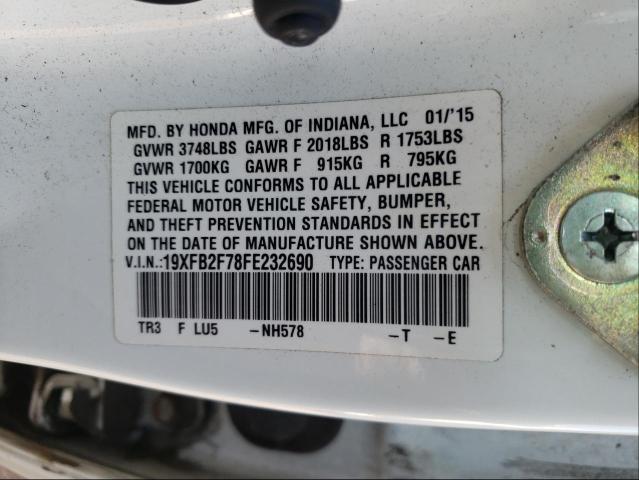 MFD. BY HONDA MFG. OF INDIANA, LLC 01/'15
GVWR 3748LBS GAWR F 2018LBS R 1753LBS
GVWR 1700KG GAWR F 915KG R 795KG
THIS VEHICLE CONFORMS TO ALL APPLICABLE
FEDERAL MOTOR VEHICLE SAFETY, BUMPER,
AND THEFT PREVENTION STANDARDS IN EFFECT
ON THE DATE OF MANUFACTURE SHOWN ABOVE.
V.I.N.:19XFB2F78FE232690 TYPE: PASSENGER CAR
TR3 F LU5 -NH578 -T -E